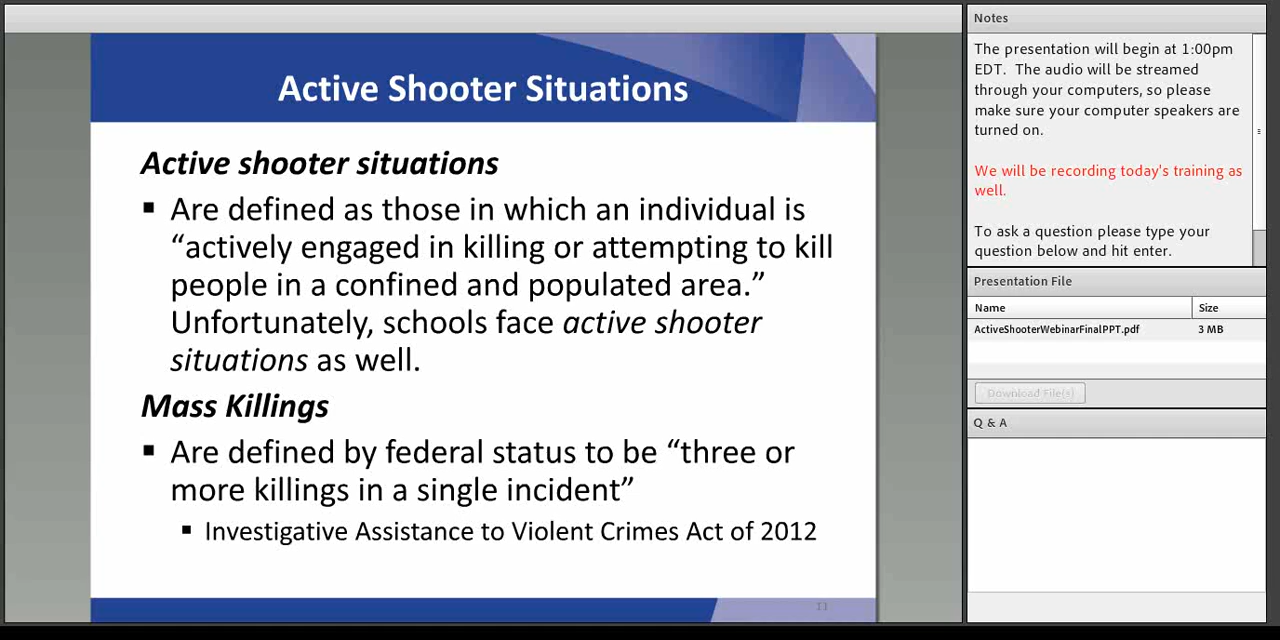 Active Shooter Situations
Active shooter situations
▪ Are defined as those in which an individual is
“actively engaged in killing or attempting to kill
people in a confined and populated area.”
Unfortunately, schools face active shooter
situations as well.
Mass Killings
▪ Are defined by federal status to be “three or
more killings in a single incident”
▪ Investigative Assistance to Violent Crimes Act of 2012
11
Notes
The presentation will begin at 1:00pm
EDT. The audio will be streamed
through your computers, so please
make sure your computer speakers are
turned on.
We will be recording today's training as
well.
To ask a question please type your
question below and hit enter.
Presentation File
Name Size
ActiveShooterWebinarFinalPPT.pdf 3 MB
Download File(s)
Q & A